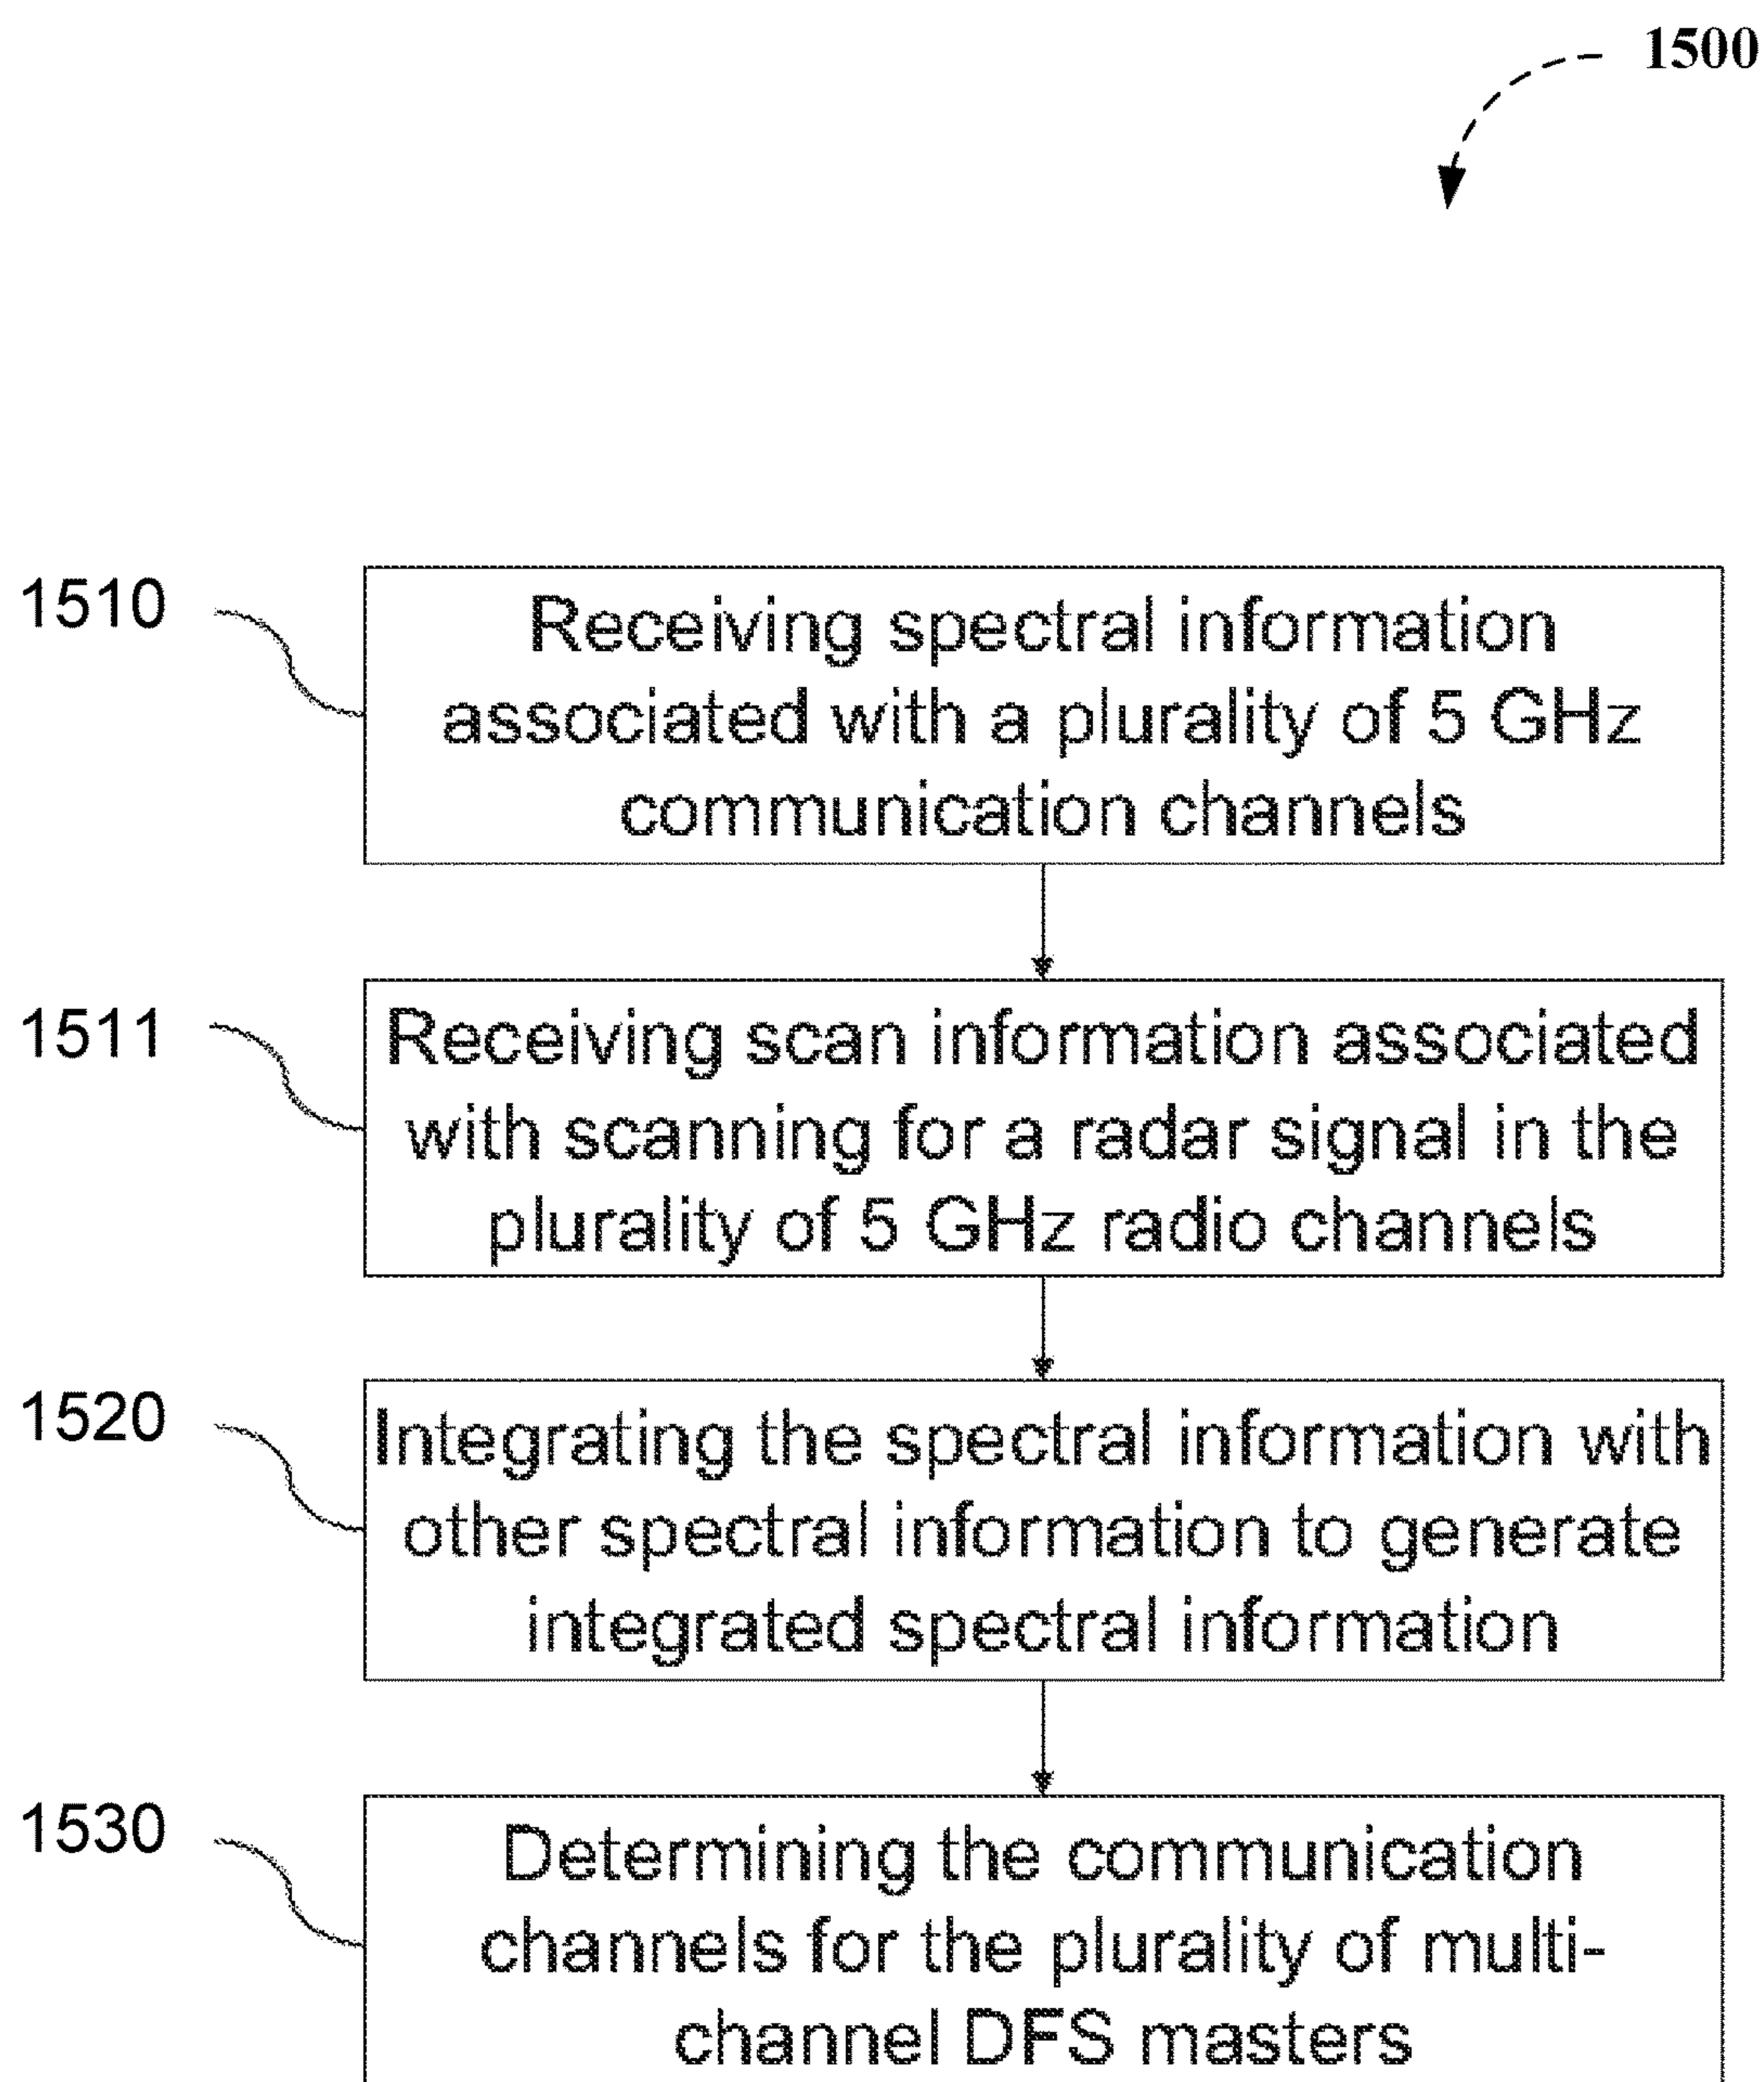 1500
1510
Receiving spectral information
associated with a plurality of 5 GHz
communication channels
1511
Receiving scan information associated
with scanning for a radar signal in the
plurality of 5 GHz radio channels
1520
Integrating the spectral information with
other spectral information to generate
integrated spectral information
1530
Determining the communication
channels for the plurality of multi-
channel DFS masters